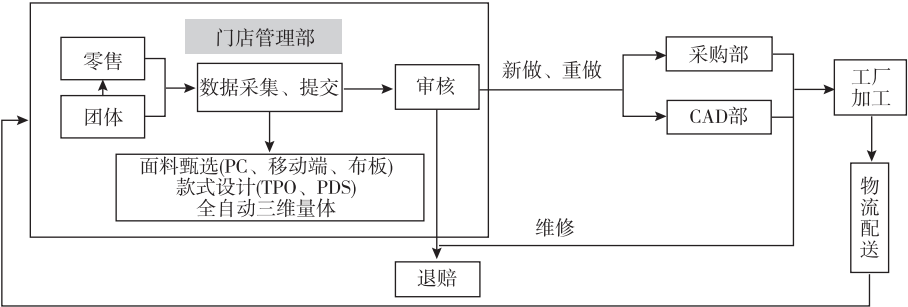 门店管理部
零售
团体
数据采集、提交
审核
面料甄选(PC、移动端、布板)
款式设计(TPO、PDS)
全自动三维量体
新做、重做
采购部
CAD部
工厂
加工
物
流
配
送
维修
退赔